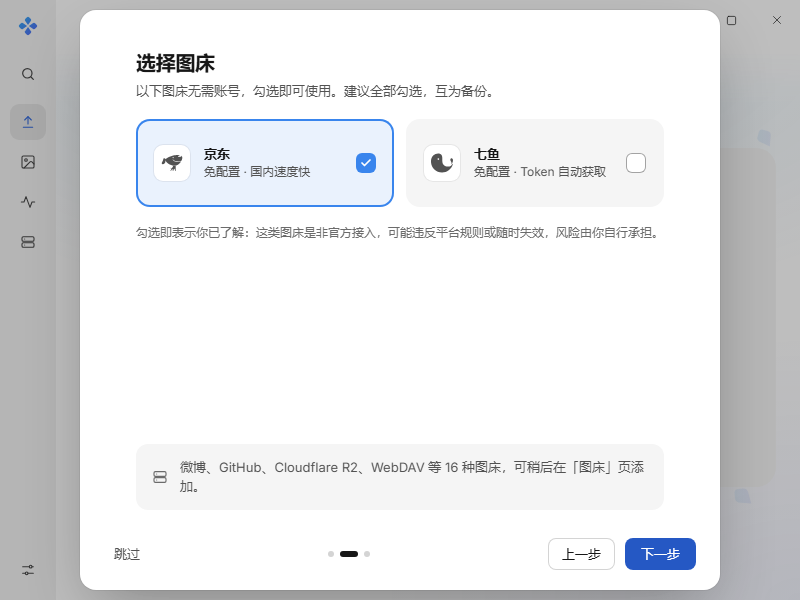 选择图床
以下图床无需账号，勾选即可使用。建议全部勾选，互为备份。
京东
免配置 · 国内速度快
七鱼
免配置 · Token 自动获取
勾选即表示你已了解：这类图床是非官方接入，可能违反平台规则或随时失效，风险由你自行承担。
微博、GitHub、Cloudflare R2、WebDAV 等 16 种图床，可稍后在「图床」页添
加。
跳过
上一步
下一步